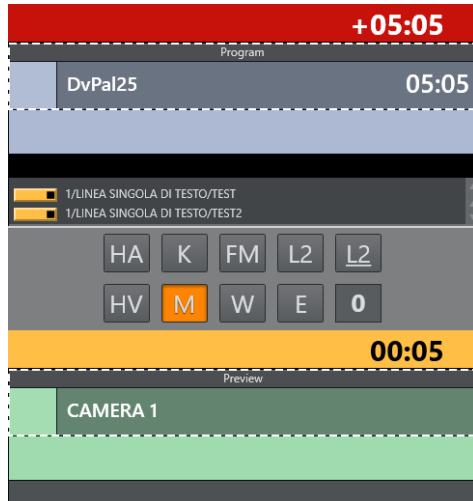 +05:05
Program
DvPal25 05:05
1/LINEA SINGOLA DI TESTO/TEST
1/LINEA SINGOLA DI TESTO/TEST2
HA K FM L2 L2
HV M W E 0
00:05
Preview
CAMERA 1